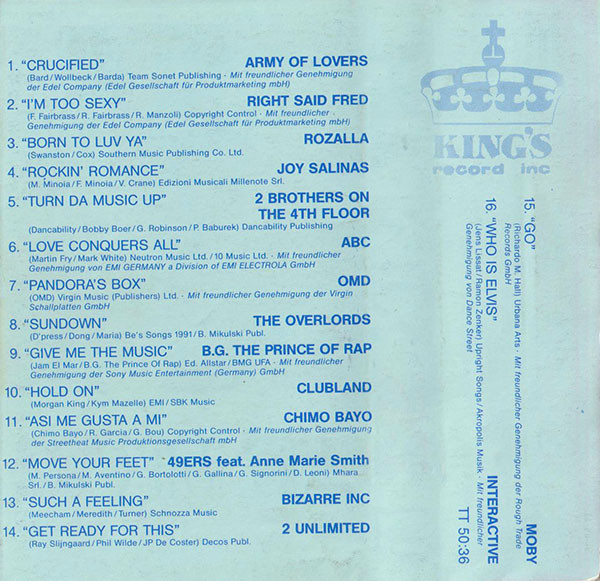 1. "CRUCIFIED" ARMY OF LOVERS
(Bard/Wollbeck/Barda) Team Sonet Publishing - Mit freundlicher Genehmigung
der Edel Company (Edel Gesellschaft für Produktmarketing mbH)
2. "I'M TOO SEXY" RIGHT SAID FRED
(F. Fairbrass/R. Fairbrass/R. Manzoli) Copyright Control - Mit freundlicher
Genehmigung der Edel Company (Edel Gesellschaft für Produktmarketing mbH)
3. "BORN TO LUV YA" ROZALLA
(Swanston/Cox) Southern Music Publishing Co. Ltd.
4. "ROCKIN' ROMANCE" JOY SALINAS
(M. Minoia/F. Minoia/V. Crane) Edizioni Musicali Millenote Srl.
5. "TURN DA MUSIC UP" 2 BROTHERS ON
THE 4TH FLOOR
(Dancability/Bobby Boer/G. Robinson/P. Baburek) Dancability Publishing
6. "LOVE CONQUERS ALL" ABC
(Martin Fry/Mark White) Neutron Music Ltd./10 Music Ltd. - Mit freundlicher
Genehmigung von EMI GERMANY a Division of EMI ELECTROLA GmbH
7. "PANDORA'S BOX" OMD
(OMD) Virgin Music (Publishers) Ltd. - Mit freundlicher Genehmigung der Virgin
Schallplatten GmbH
8. "SUNDOWN" THE OVERLORDS
(D'press/Dong/Maria) Be's Songs 1991/B. Mikulski Publ.
9. "GIVE ME THE MUSIC" B.G. THE PRINCE OF RAP
(Jam El Mar/B.G. The Prince Of Rap) Ed. Allstar/BMG UFA - Mit freundlicher
Genehmigung der Sony Music Entertainment (Germany) GmbH
10. "HOLD ON" CLUBLAND
(Morgan King/Kym Mazelle) EMI/SBK Music
11. "ASI ME GUSTA A MI" CHIMO BAYO
(Chimo Bayo/R. Garcia/G. Bou) Copyright Control - Mit freundlicher Genehmigung
der Streetheat Music Produktionsgesellschaft mbH
12. "MOVE YOUR FEET" 49ERS feat. Anne Marie Smith
(M. Persona/M. Aventino/G. Bortolotti/G. Gallina/G. Signorini/D. Leoni) Mhara
Srl./B. Mikulski Publ.
13. "SUCH A FEELING" BIZARRE INC
(Meecham/Meredith/Turner) Schnozza Music
14. "GET READY FOR THIS" 2 UNLIMITED
(Ray Slijngaard/Phil Wilde/JP De Coster) Decos Publ.
KING'S
record inc
15. "GO" MOBY
(Richardo M. Hall) Urbana Arts - Mit freundlicher Genehmigung der Rough Trade
Records GmbH
16. "WHO IS ELVIS" INTERACTIVE
(Jens Lissat/Ramon Zenker) Upright Songs/Akropolis Musik - Mit freundlicher
Genehmigung von Dance Street
TT 50:36